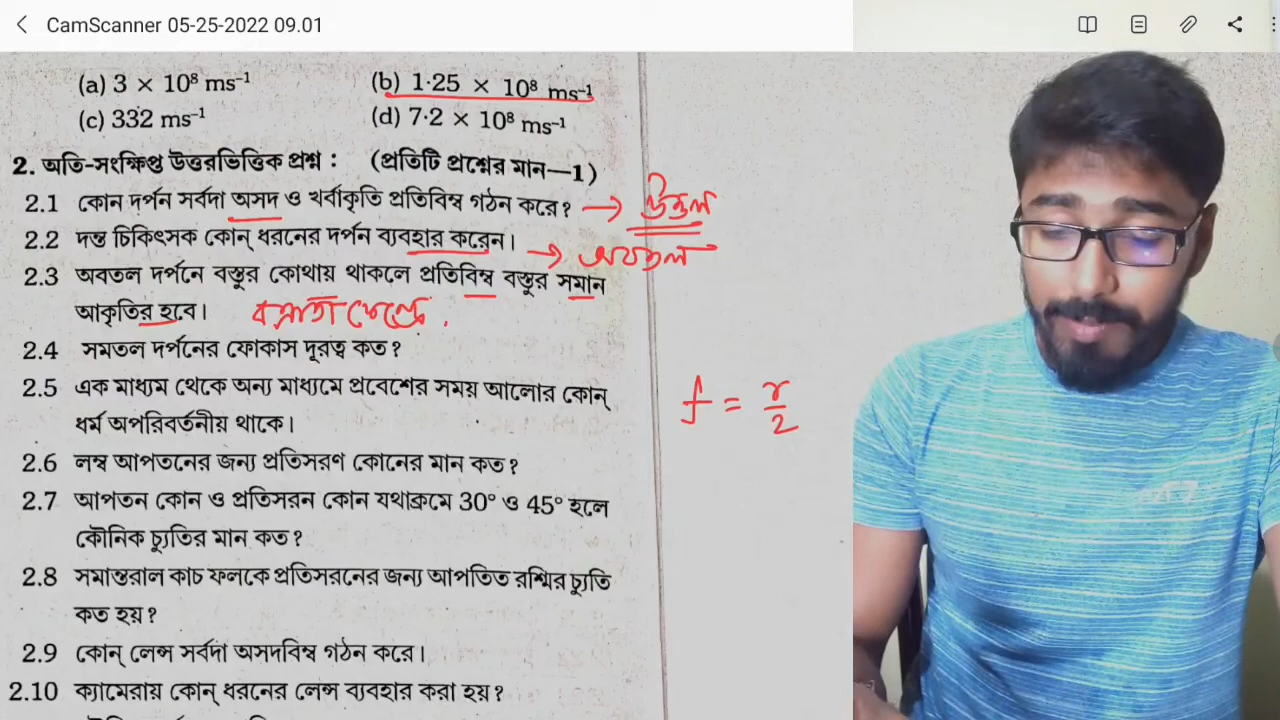 CamScanner 05-25-2022 09.01
(a) 3 × 10⁸ ms⁻¹ (b) 1·25 × 10⁸ ms⁻¹
(c) 332 ms⁻¹ (d) 7·2 × 10⁸ ms⁻¹
2. অতি-সংক্ষিপ্ত উত্তরভিত্তিক প্রশ্ন : (প্রতিটি প্রশ্নের মান—1)
2.1 কোন দর্পন সর্বদা অসদ ও খর্বাকৃতি প্রতিবিম্ব গঠন করে? → উত্তল
2.2 দন্ত চিকিৎসক কোন্ ধরনের দর্পন ব্যবহার করেন। → অবতল
2.3 অবতল দর্পনে বস্তুর কোথায় থাকলে প্রতিবিম্ব বস্তুর সমান
আকৃতির হবে। বক্রতা কেন্দ্রে.
2.4 সমতল দর্পনের ফোকাস দূরত্ব কত?
2.5 এক মাধ্যম থেকে অন্য মাধ্যমে প্রবেশের সময় আলোর কোন্
ধর্ম অপরিবর্তনীয় থাকে।
f = r/2
2.6 লম্ব আপতনের জন্য প্রতিসরণ কোনের মান কত?
2.7 আপতন কোন ও প্রতিসরন কোন যথাক্রমে 30° ও 45° হলে
কৌনিক চ্যুতির মান কত?
2.8 সমান্তরাল কাচ ফলকে প্রতিসরনের জন্য আপতিত রশ্মির চ্যুতি
কত হয়?
2.9 কোন্ লেন্স সর্বদা অসদবিম্ব গঠন করে।
2.10 ক্যামেরায় কোন্ ধরনের লেন্স ব্যবহার করা হয়?